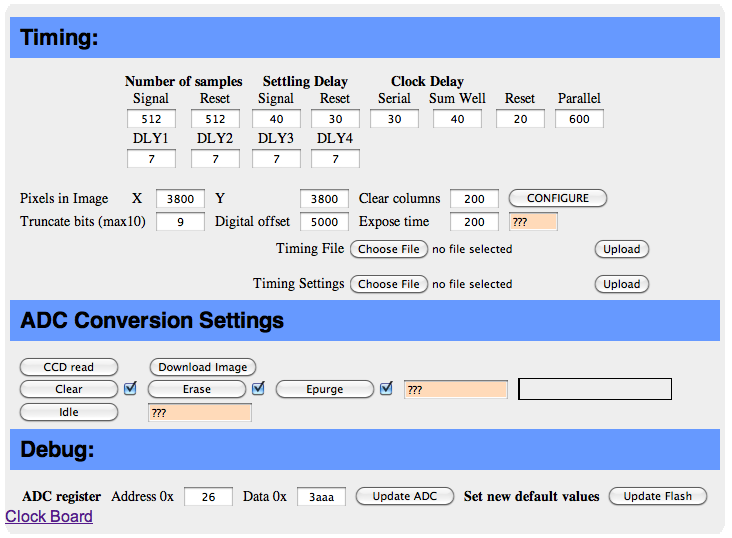 Timing:
Number of samples Settling Delay Clock Delay
Signal Reset Signal Reset Serial Sum Well Reset Parallel
512 512 40 30 30 40 20 600
DLY1 DLY2 DLY3 DLY4
7 7 7 7
Pixels in Image X 3800 Y 3800 Clear columns 200 CONFIGURE
Truncate bits (max10) 9 Digital offset 5000 Expose time 200 ???
Timing File Choose File no file selected Upload
Timing Settings Choose File no file selected Upload
ADC Conversion Settings
CCD read Download Image
Clear Erase Epurge ???
Idle ???
Debug:
ADC register Address 0x 26 Data 0x 3aaa Update ADC Set new default values Update Flash
Clock Board